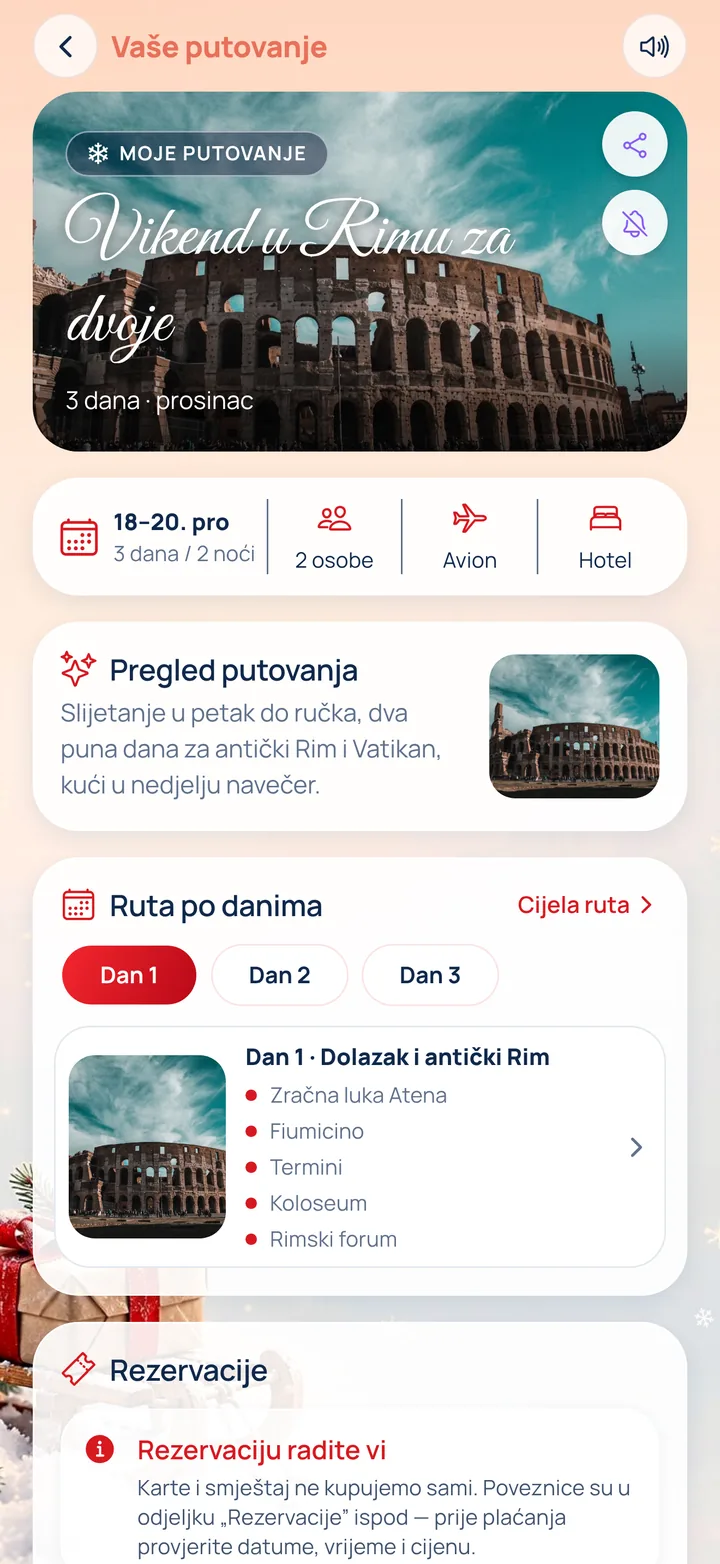 Vaše putovanje
MOJE PUTOVANJE
Vikend u Rimu za
dvoje
3 dana · prosinac
18–20. pro
3 dana / 2 noći
2 osobe
Avion
Hotel
Pregled putovanja
Slijetanje u petak do ručka, dva
puna dana za antički Rim i Vatikan,
kući u nedjelju navečer.
Ruta po danima
Cijela ruta
Dan 1
Dan 2
Dan 3
Dan 1 · Dolazak i antički Rim
Zračna luka Atena
Fiumicino
Termini
Koloseum
Rimski forum
Rezervacije
Rezervaciju radite vi
Karte i smještaj ne kupujemo sami. Poveznice su u
odjeljku „Rezervacije” ispod — prije plaćanja
provjerite datume, vrijeme i cijenu.